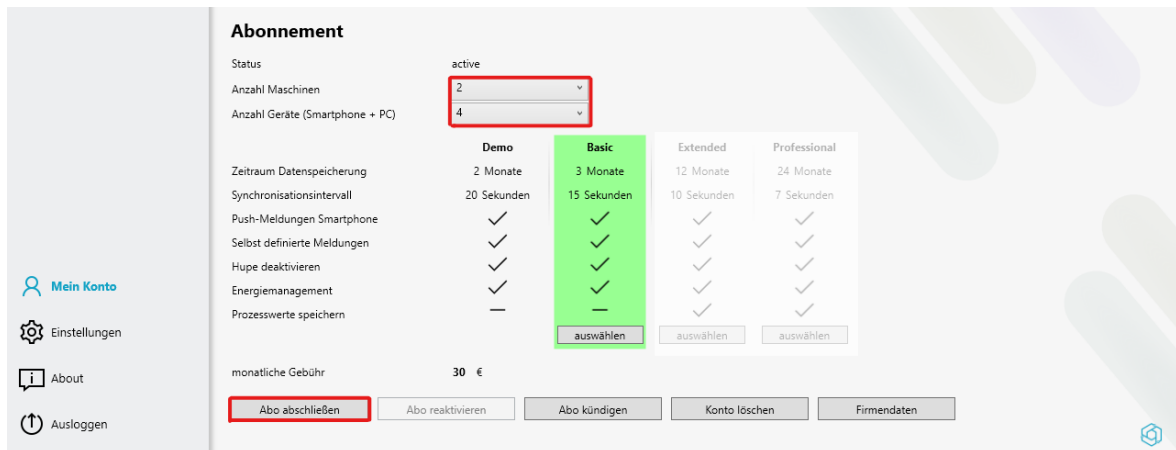 Abonnement
Status active
Anzahl Maschinen 2
Anzahl Geräte (Smartphone + PC) 4
Demo Basic Extended Professional
Zeitraum Datenspeicherung 2 Monate 3 Monate 12 Monate 24 Monate
Synchronisationsintervall 20 Sekunden 15 Sekunden 10 Sekunden 7 Sekunden
Push-Meldungen Smartphone
Selbst definierte Meldungen
Hupe deaktivieren
Energiemanagement
Prozesswerte speichern
auswählen auswählen auswählen
monatliche Gebühr 30 €
Abo abschließen Abo reaktivieren Abo kündigen Konto löschen Firmendaten
Mein Konto
Einstellungen
About
Ausloggen